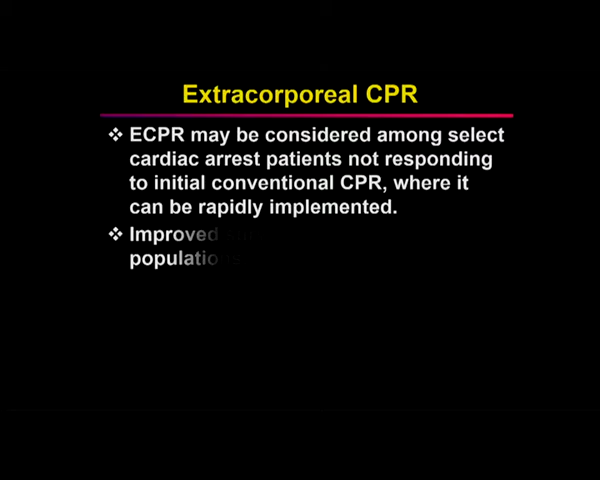 Extracorporeal CPR
❖ ECPR may be considered among select
cardiac arrest patients not responding
to initial conventional CPR, where it
can be rapidly implemented.
❖ Improved
populations